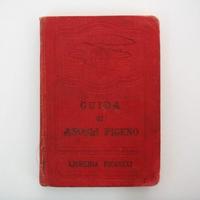 GUIDA
di
ASCOLI PICENO
LIBRERIA